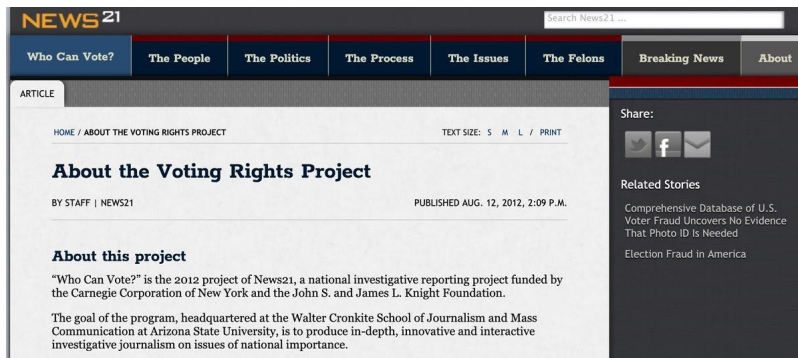 NEWS21
Search News21 ...
Who Can Vote?
The People
The Politics
The Process
The Issues
The Felons
Breaking News
About
ARTICLE
HOME / ABOUT THE VOTING RIGHTS PROJECT
TEXT SIZE: S M L / PRINT
About the Voting Rights Project
BY STAFF | NEWS21
PUBLISHED AUG. 12, 2012, 2:09 P.M.
About this project
“Who Can Vote?” is the 2012 project of News21, a national investigative reporting project funded by
the Carnegie Corporation of New York and the John S. and James L. Knight Foundation.
The goal of the program, headquartered at the Walter Cronkite School of Journalism and Mass
Communication at Arizona State University, is to produce in-depth, innovative and interactive
investigative journalism on issues of national importance.
Share:
f
Related Stories
Comprehensive Database of U.S.
Voter Fraud Uncovers No Evidence
That Photo ID Is Needed
Election Fraud in America